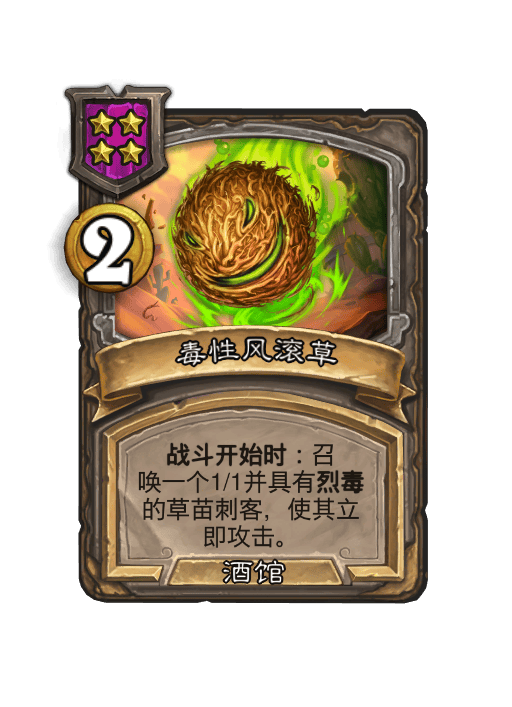 2
毒性风滚草
战斗开始时：召
唤一个1/1并具有烈毒
的草苗刺客，使其立
即攻击。
酒馆